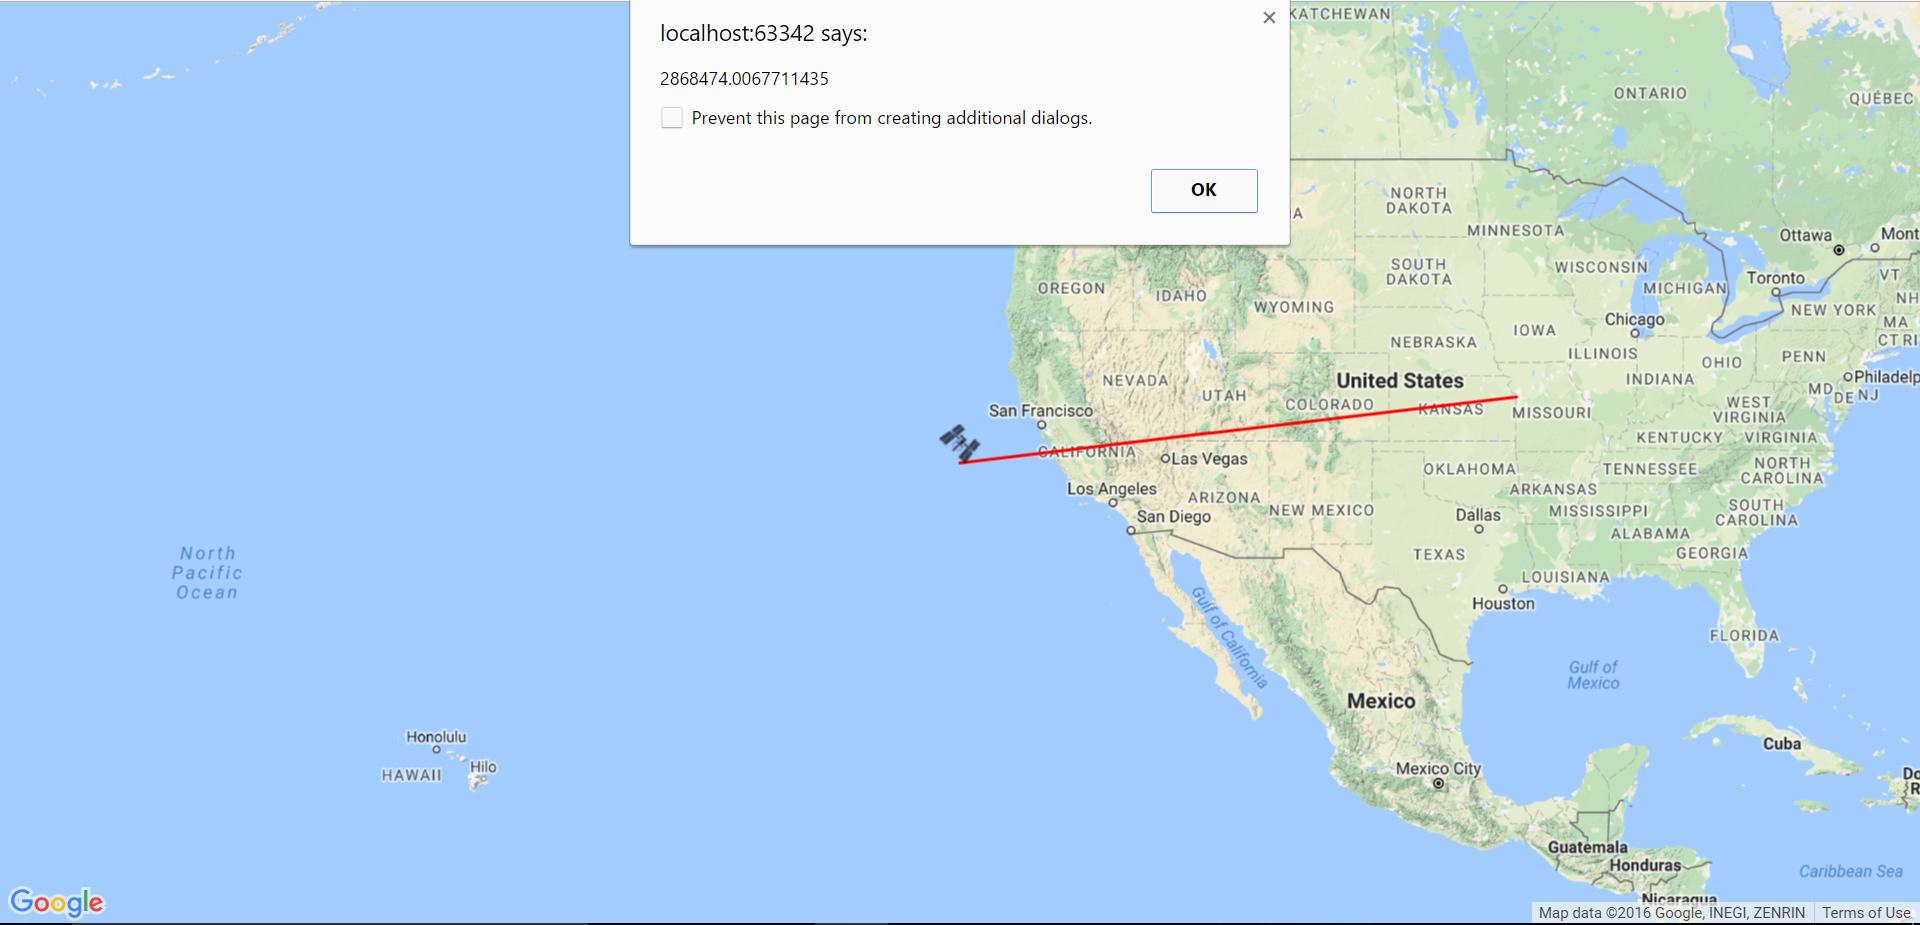 localhost:63342 says:
2868474.0067711435
Prevent this page from creating additional dialogs.
OK
KATCHEWAN
ONTARIO
QUÉBEC
NORTH
DAKOTA
A
MINNESOTA
Ottawa
Mont
SOUTH
DAKOTA
WISCONSIN
MICHIGAN
Toronto
VT
NH
OREGON
IDAHO
WYOMING
Chicago
NEW YORK
MA
CT RI
NEBRASKA
IOWA
ILLINOIS
OHIO
PENN
NEVADA
UTAH
United States
INDIANA
MD
DE NJ
Philadelp
San Francisco
COLORADO
KANSAS
MISSOURI
WEST
VIRGINIA
KENTUCKY
VIRGINIA
CALIFORNIA
Las Vegas
OKLAHOMA
TENNESSEE
NORTH
CAROLINA
Los Angeles
ARIZONA
NEW MEXICO
ARKANSAS
MISSISSIPPI
SOUTH
CAROLINA
San Diego
Dallas
ALABAMA
TEXAS
GEORGIA
North
Pacific
Ocean
LOUISIANA
Houston
Gulf of California
FLORIDA
Gulf of
Mexico
Mexico
Honolulu
HAWAII
Hilo
Mexico City
Cuba
Do
R
Guatemala
Honduras
Caribbean Sea
Nicaragua
Google
Map data ©2016 Google, INEGI, ZENRIN
Terms of Use